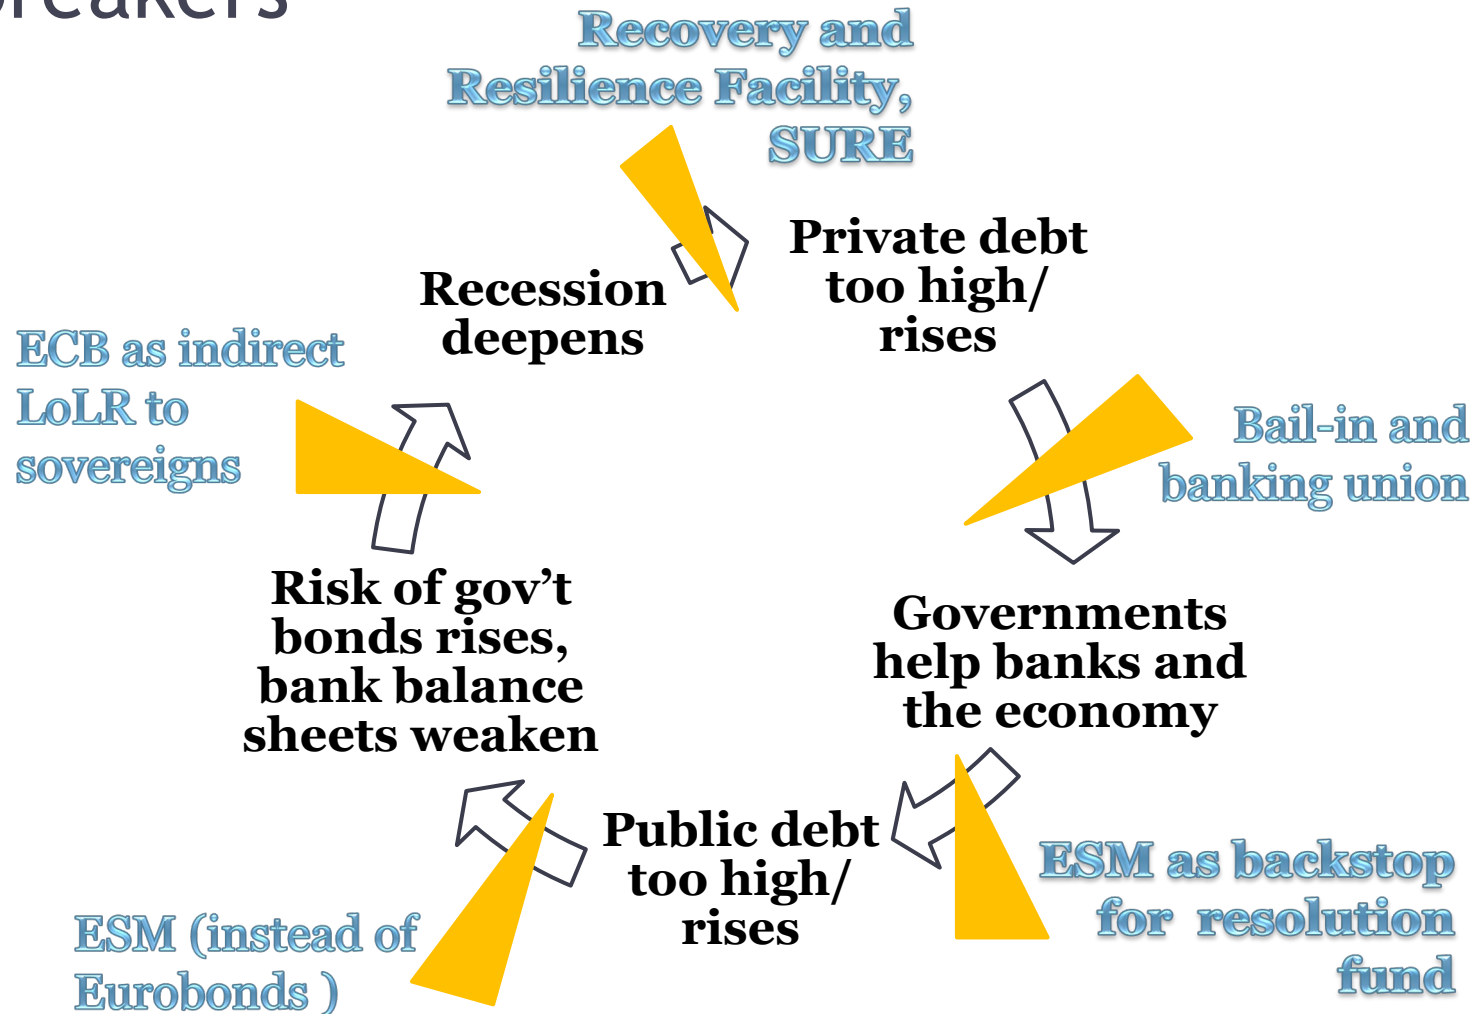 Recovery and
Resilience Facility,
SURE
Private debt
too high/
rises
Recession
deepens
ECB as indirect
LoLR to
sovereigns
Bail-in and
banking union
Risk of gov’t
bonds rises,
bank balance
sheets weaken
Governments
help banks and
the economy
Public debt
too high/
rises
ESM as backstop
for resolution
fund
ESM (instead of
Eurobonds )